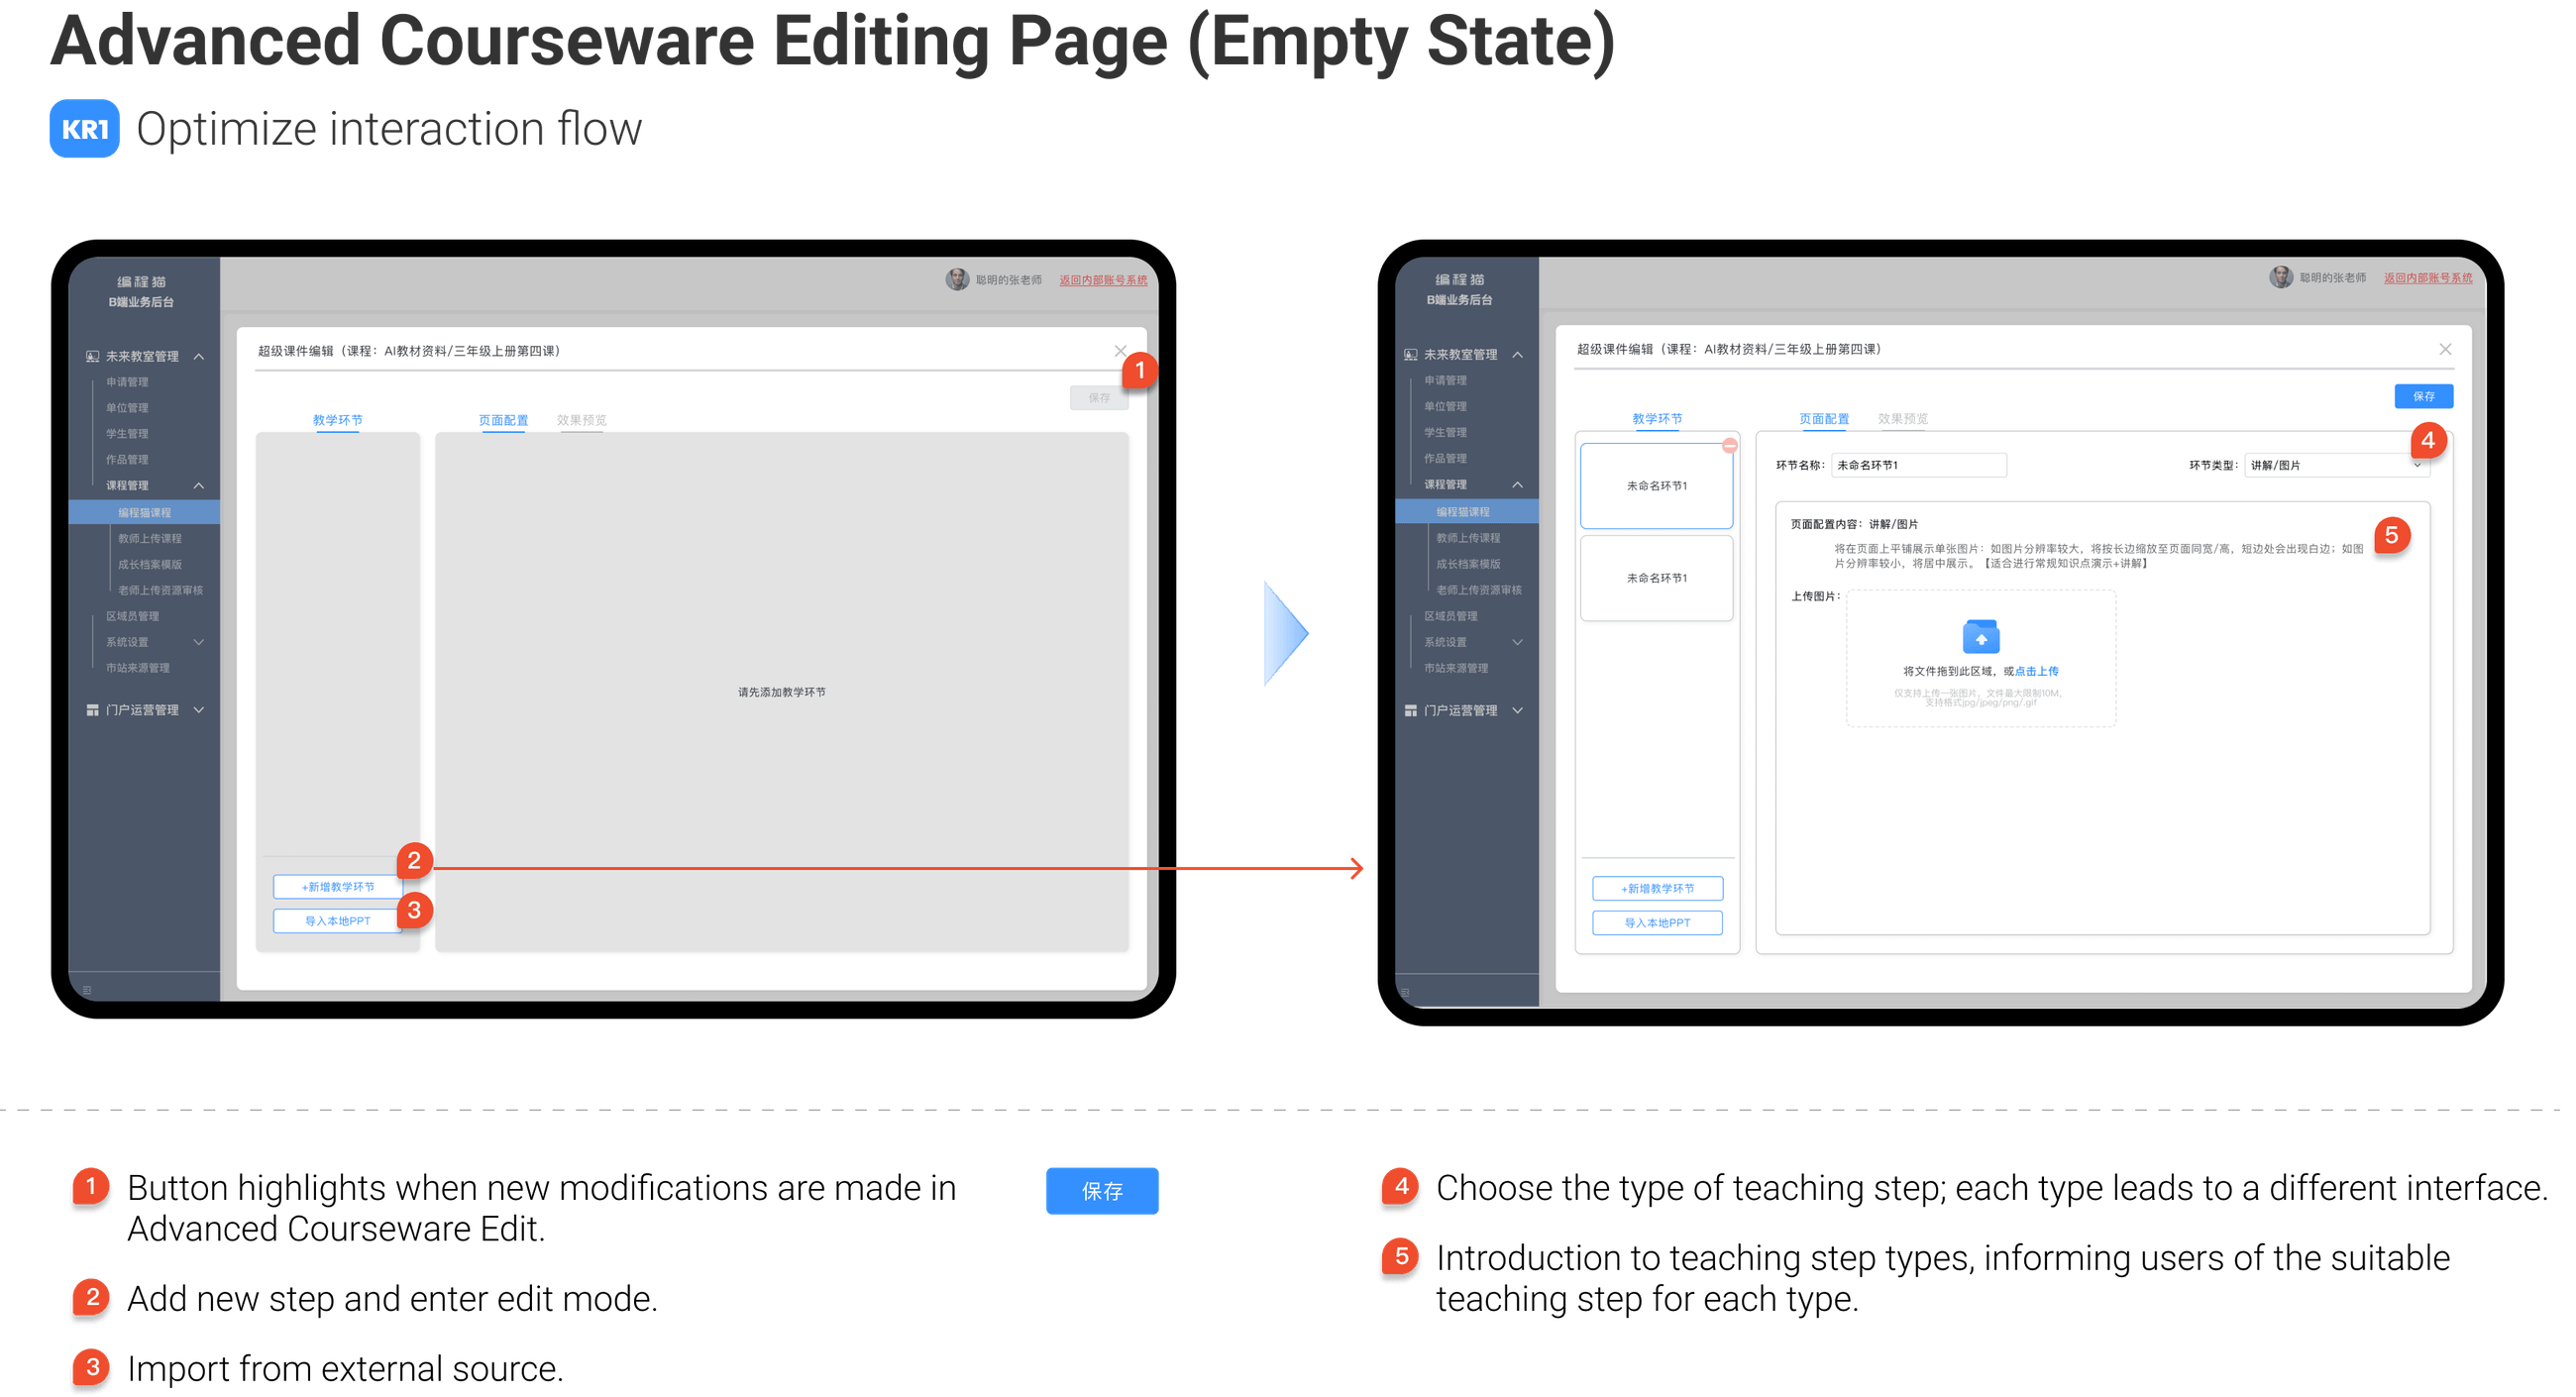 Advanced Courseware Editing Page (Empty State)
KR1 Optimize interaction flow
编程猫
B端业务后台
未来教室管理
申请管理
单位管理
学生管理
作品管理
课程管理
编程猫课程
教师上传课程
成长档案模版
老师上传资源审核
区域员管理
系统设置
市站来源管理
门户运营管理
聪明的张老师 返回内部账号系统
超级课件编辑（课程：AI教材资料/三年级上册第四课）
1
保存
教学环节 页面配置 效果预览
请先添加教学环节
2
+新增教学环节
3
导入本地PPT
编程猫
B端业务后台
未来教室管理
申请管理
单位管理
学生管理
作品管理
课程管理
编程猫课程
教师上传课程
成长档案模版
老师上传资源审核
区域员管理
系统设置
市站来源管理
门户运营管理
聪明的张老师 返回内部账号系统
超级课件编辑（课程：AI教材资料/三年级上册第四课）
保存
教学环节 页面配置 效果预览
4
未命名环节1
未命名环节1
环节名称：未命名环节1 环节类型：讲解/图片
页面配置内容：讲解/图片
5
将在页面上平铺展示单张图片：如图片分辨率较大，将按长边缩放至页面同宽/高，短边处会出现白边；如图
片分辨率较小，将居中展示。【适合进行常规知识点演示+讲解】
上传图片：
将文件拖到此区域，或点击上传
仅支持上传一张图片，文件最大限制10M，
支持格式jpg/jpeg/png/.gif
+新增教学环节
导入本地PPT
1 Button highlights when new modifications are made in
Advanced Courseware Edit.
保存
2 Add new step and enter edit mode.
3 Import from external source.
4 Choose the type of teaching step; each type leads to a different interface.
5 Introduction to teaching step types, informing users of the suitable
teaching step for each type.